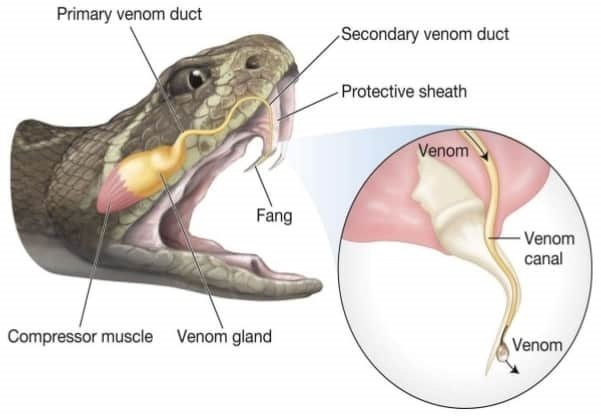 Primary venom duct
Secondary venom duct
Protective sheath
Venom
Fang
Venom
canal
Compressor muscle
Venom gland
Venom